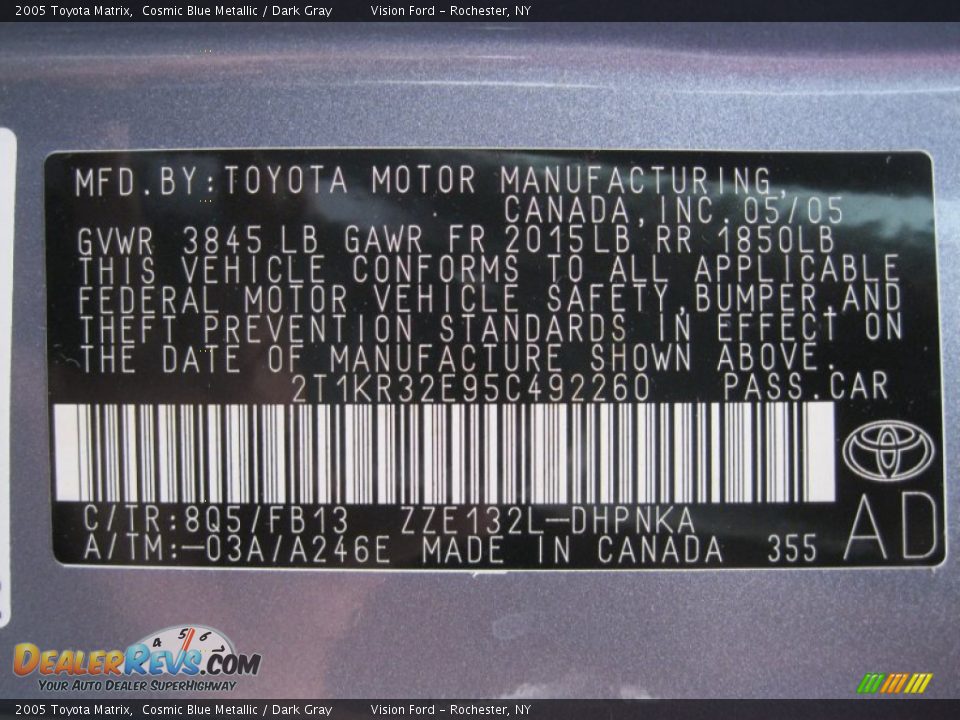 2005 Toyota Matrix,  Cosmic Blue Metallic / Dark Gray        Vision Ford - Rochester, NY
MFD.BY:TOYOTA MOTOR MANUFACTURING,
CANADA,INC.05/05
GVWR 3845LB GAWR FR 2015LB,RR 1850LB
THIS VEHICLE CONFORMS TO ALL APPLICABLE
FEDERAL MOTOR VEHICLE SAFETY,BUMPER,AND
THEFT PREVENTION STANDARDS IN EFFECT ON
THE DATE OF MANUFACTURE SHOWN ABOVE.
2T1KR32E95C492260    PASS.CAR
C/TR:8Q5/FB13   ZZE132L-DHPNKA
A/TM:-03A/A246E  MADE IN CANADA   355
AD
4 5 6
DEALERREVS.COM
YOUR AUTO DEALER SUPERHIGHWAY
2005 Toyota Matrix,  Cosmic Blue Metallic / Dark Gray        Vision Ford - Rochester, NY